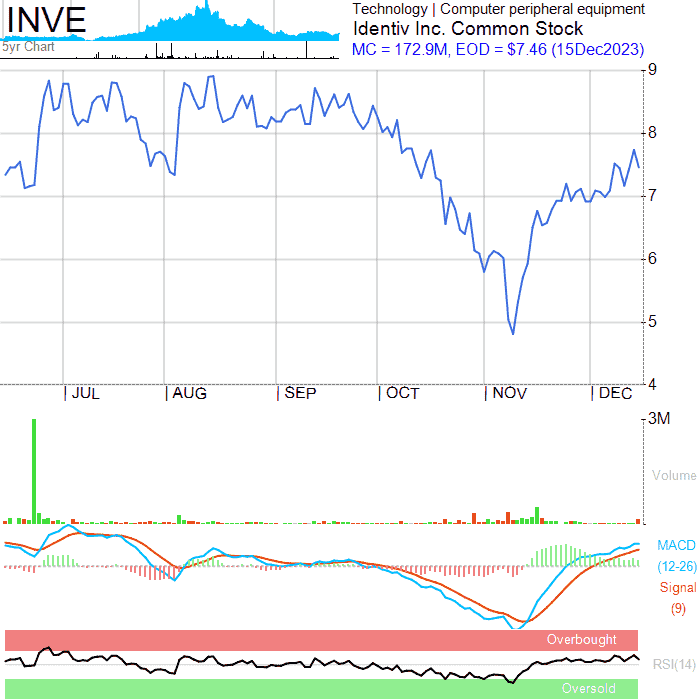 INVE
5yr Chart
Technology | Computer peripheral equipment
Identiv Inc. Common Stock
MC = 172.9M, EOD = $7.46 (15Dec2023)
9
8
7
6
5
4
JUL
AUG
SEP
OCT
NOV
DEC
3M
Volume
MACD
(12-26)
Signal
(9)
Overbought
RSI(14)
Oversold